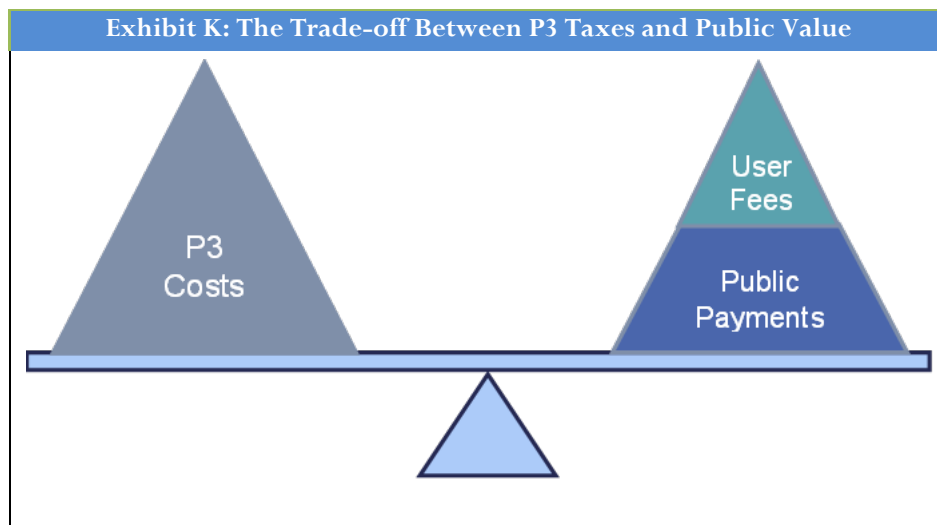 Exhibit K: The Trade-off Between P3 Taxes and Public Value
P3
Costs
User
Fees
Public
Payments